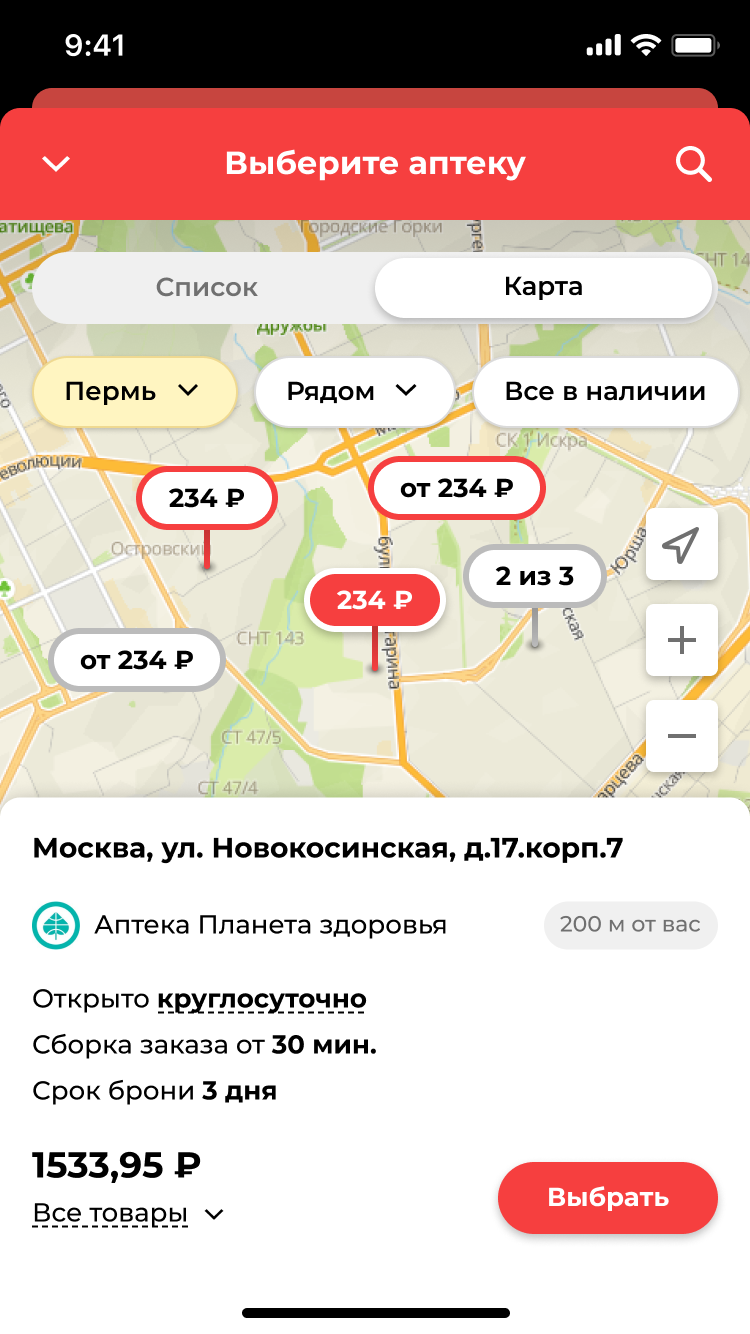 9:41
Выберите аптеку
атищева
Городские Горки
СНТ 14
Список
Карта
Дружбы
Пермь
Рядом
Все в наличии
СК 1 Искра
еволюции
234 ₽
от 234 ₽
Островский
2 из 3
Юрша
234 ₽
ская
СНТ 143
от 234 ₽
гарина
СТ 47/5
СТ 47/4
Москва, ул. Новокосинская, д.17.корп.7
Аптека Планета здоровья
200 м от вас
Открыто круглосуточно
Сборка заказа от 30 мин.
Срок брони 3 дня
1533,95 ₽
Все товары
Выбрать